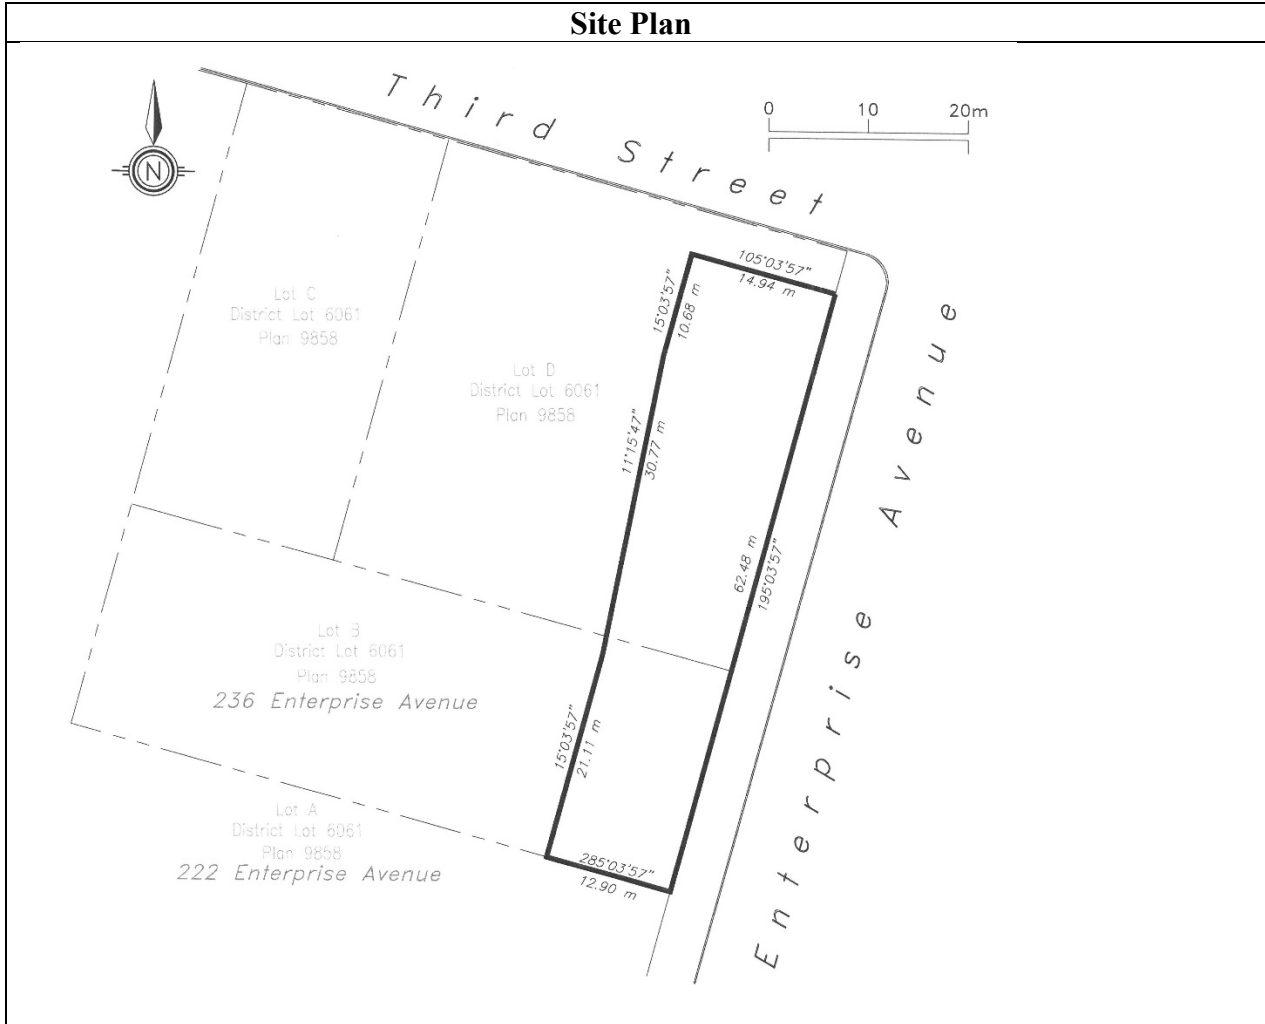 Site Plan
Third Street
0 10 20m
N
105°03'57"
14.94 m
15°03'57"
10.68 m
Lot C
District Lot 6061
Plan 9858
Lot D
District Lot 6061
Plan 9858
11°15'47"
30.77 m
Enterprise Avenue
62.48 m
195°03'57"
Lot B
District Lot 6061
Plan 9858
236 Enterprise Avenue
15°03'57"
21.11 m
Lot A
District Lot 6061
Plan 9858
222 Enterprise Avenue
285°03'57"
12.90 m